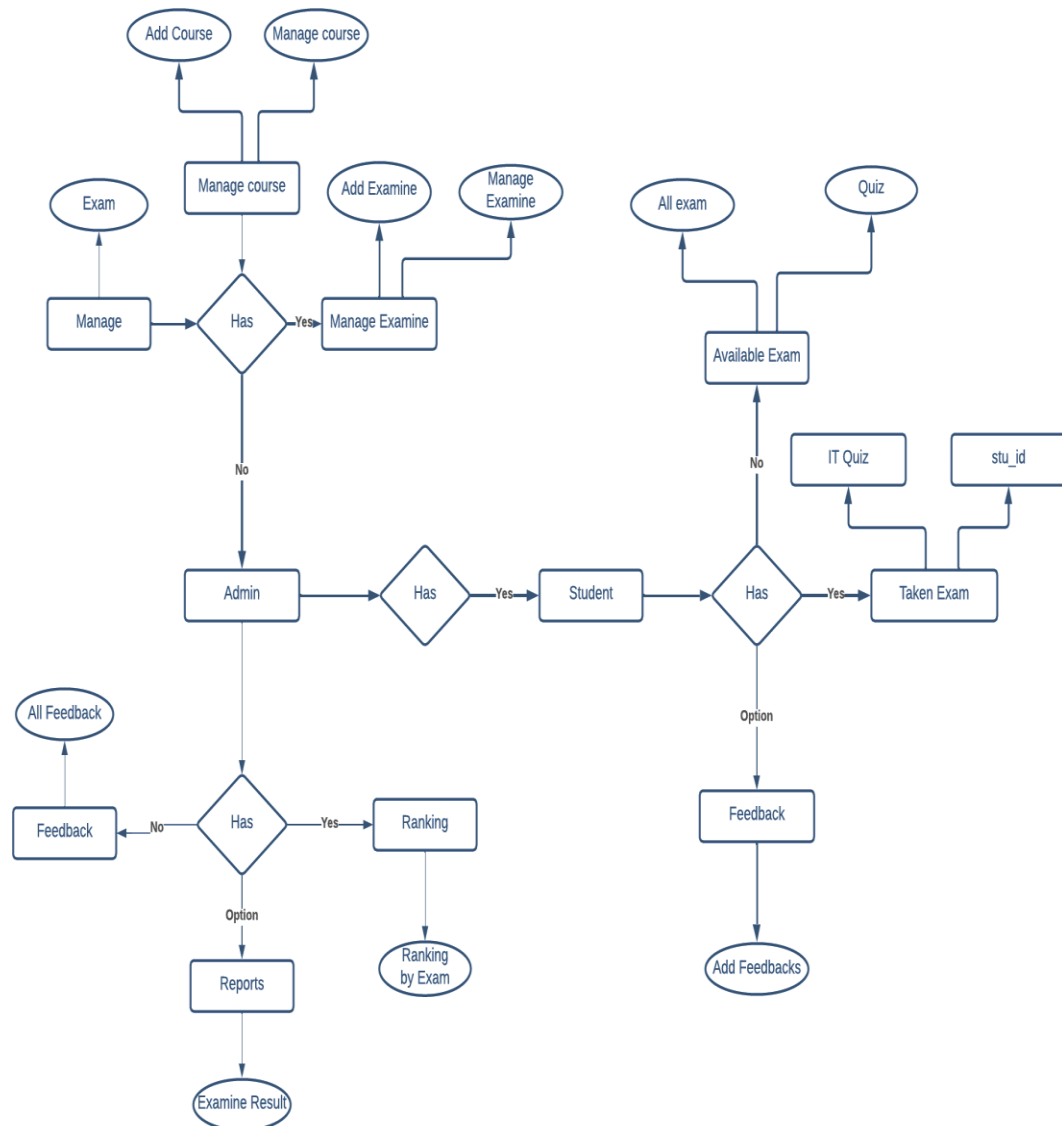 Add Course
Manage course
Manage course
Exam
Add Examine
Manage
Examine
All exam
Quiz
Manage
Has
Yes
Manage Examine
Available Exam
No
No
IT Quiz
stu_id
Admin
Has
Yes
Student
Has
Yes
Taken Exam
All Feedback
Option
Feedback
No
Has
Yes
Ranking
Feedback
Option
Ranking
by Exam
Add Feedbacks
Reports
Examine Result